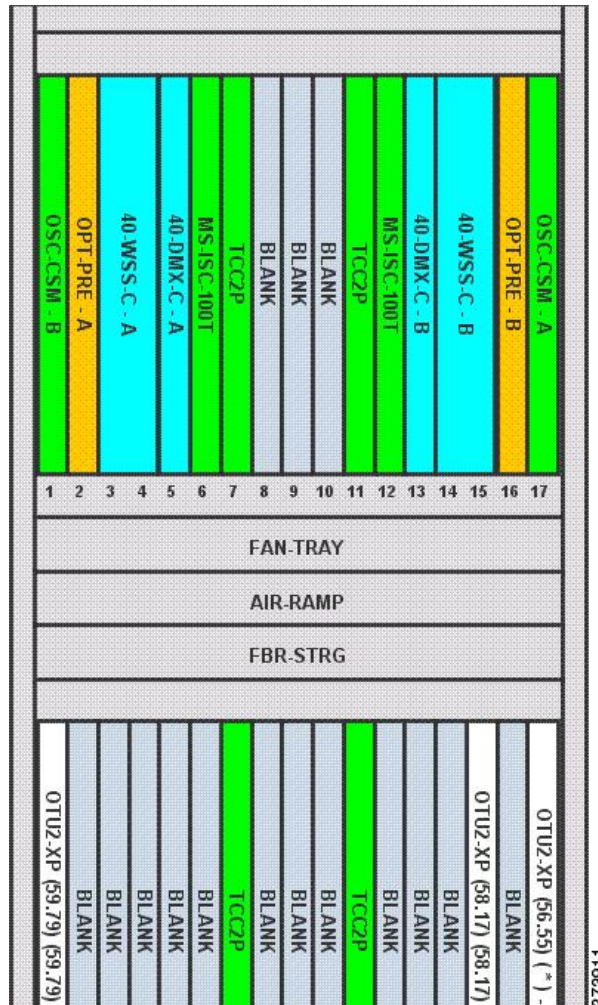 OSC-CSM - B
OPT-PRE - A
40-WSS-C - A
40-DMX-C - A
MS-ISC-100T
TCC2P
BLANK
BLANK
BLANK
TCC2P
MS-ISC-100T
40-DMX-C - B
40-WSS-C - B
OPT-PRE - B
OSC-CSM - A
1 2 3 4 5 6 7 8 9 10 11 12 13 14 15 16 17
FAN-TRAY
AIR-RAMP
FBR-STRG
OTU2-XP (59.79) (59.79)
BLANK
BLANK
BLANK
BLANK
BLANK
TCC2P
BLANK
BLANK
BLANK
TCC2P
BLANK
BLANK
BLANK
OTU2-XP (58.17) (58.17)
BLANK
OTU2-XP (56.55) ( * ) -